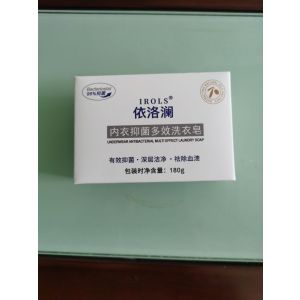 IROLS®
依洛澜
内衣抑菌多效洗衣皂
UNDERWEAR ANTIBACTERIAL MULTI EFFECT LAUNDRY SOAP
有效抑菌·深层洁净·祛除血渍
包装时净含量：180g